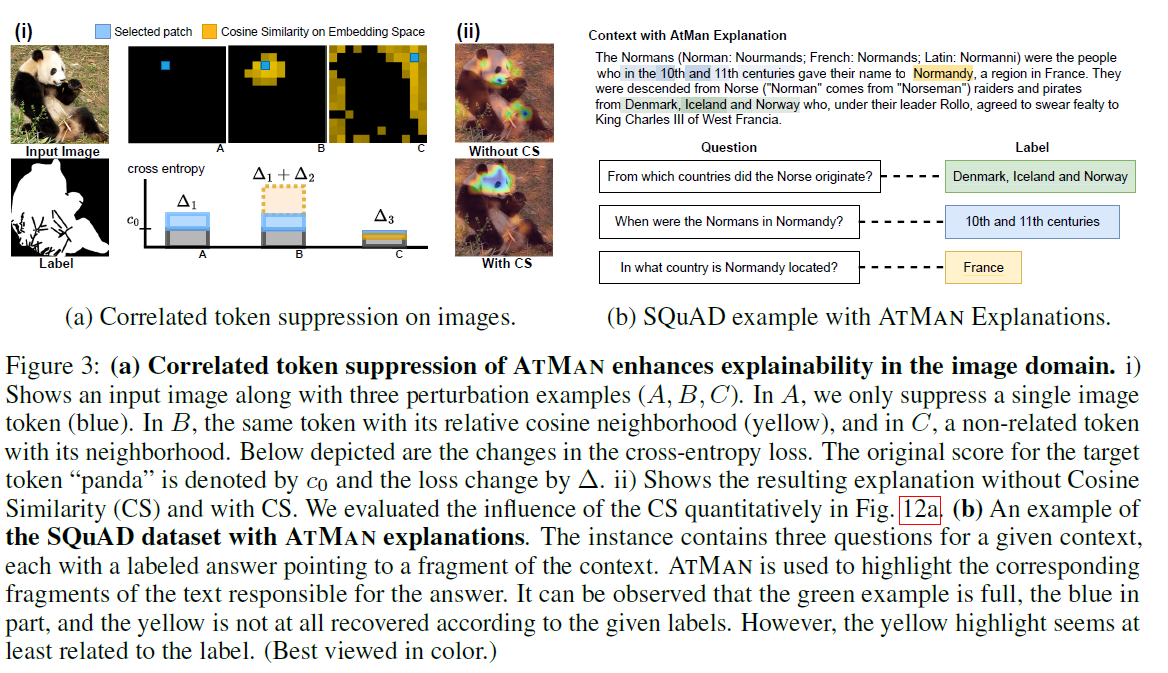 (i)
Selected patch
Cosine Similarity on Embedding Space
A
B
C
Input Image
Label
cross entropy
c₀
Δ₁
Δ₁ + Δ₂
Δ₃
A
B
C
(ii)
Without CS
With CS
Context with AtMan Explanation
The Normans (Norman: Nourmands; French: Normands; Latin: Normanni) were the people
who in the 10th and 11th centuries gave their name to Normandy, a region in France. They
were descended from Norse ("Norman" comes from "Norseman") raiders and pirates
from Denmark, Iceland and Norway who, under their leader Rollo, agreed to swear fealty to
King Charles III of West Francia.
Question
Label
From which countries did the Norse originate?
Denmark, Iceland and Norway
When were the Normans in Normandy?
10th and 11th centuries
In what country is Normandy located?
France
(a) Correlated token suppression on images.
(b) SQuAD example with ATMAN Explanations.
Figure 3: (a) Correlated token suppression of ATMAN enhances explainability in the image domain. i)
Shows an input image along with three perturbation examples (A, B, C). In A, we only suppress a single image
token (blue). In B, the same token with its relative cosine neighborhood (yellow), and in C, a non-related token
with its neighborhood. Below depicted are the changes in the cross-entropy loss. The original score for the target
token “panda” is denoted by c₀ and the loss change by Δ. ii) Shows the resulting explanation without Cosine
Similarity (CS) and with CS. We evaluated the influence of the CS quantitatively in Fig. 12a. (b) An example of
the SQuAD dataset with ATMAN explanations. The instance contains three questions for a given context,
each with a labeled answer pointing to a fragment of the context. ATMAN is used to highlight the corresponding
fragments of the text responsible for the answer. It can be observed that the green example is full, the blue in
part, and the yellow is not at all recovered according to the given labels. However, the yellow highlight seems at
least related to the label. (Best viewed in color.)